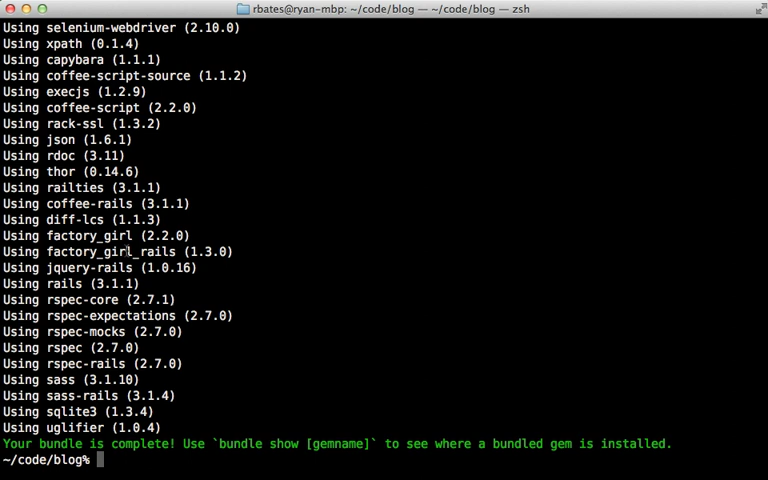 rbates@ryan-mbp: ~/code/blog — ~/code/blog — zsh
Using selenium-webdriver (2.10.0)
Using xpath (0.1.4)
Using capybara (1.1.1)
Using coffee-script-source (1.1.2)
Using execjs (1.2.9)
Using coffee-script (2.2.0)
Using rack-ssl (1.3.2)
Using json (1.6.1)
Using rdoc (3.11)
Using thor (0.14.6)
Using railties (3.1.1)
Using coffee-rails (3.1.1)
Using diff-lcs (1.1.3)
Using factory_girl (2.2.0)
Using factory_girl_rails (1.3.0)
Using jquery-rails (1.0.16)
Using rails (3.1.1)
Using rspec-core (2.7.1)
Using rspec-expectations (2.7.0)
Using rspec-mocks (2.7.0)
Using rspec (2.7.0)
Using rspec-rails (2.7.0)
Using sass (3.1.10)
Using sass-rails (3.1.4)
Using sqlite3 (1.3.4)
Using uglifier (1.0.4)
Your bundle is complete! Use `bundle show [gemname]` to see where a bundled gem is installed.
~/code/blog%